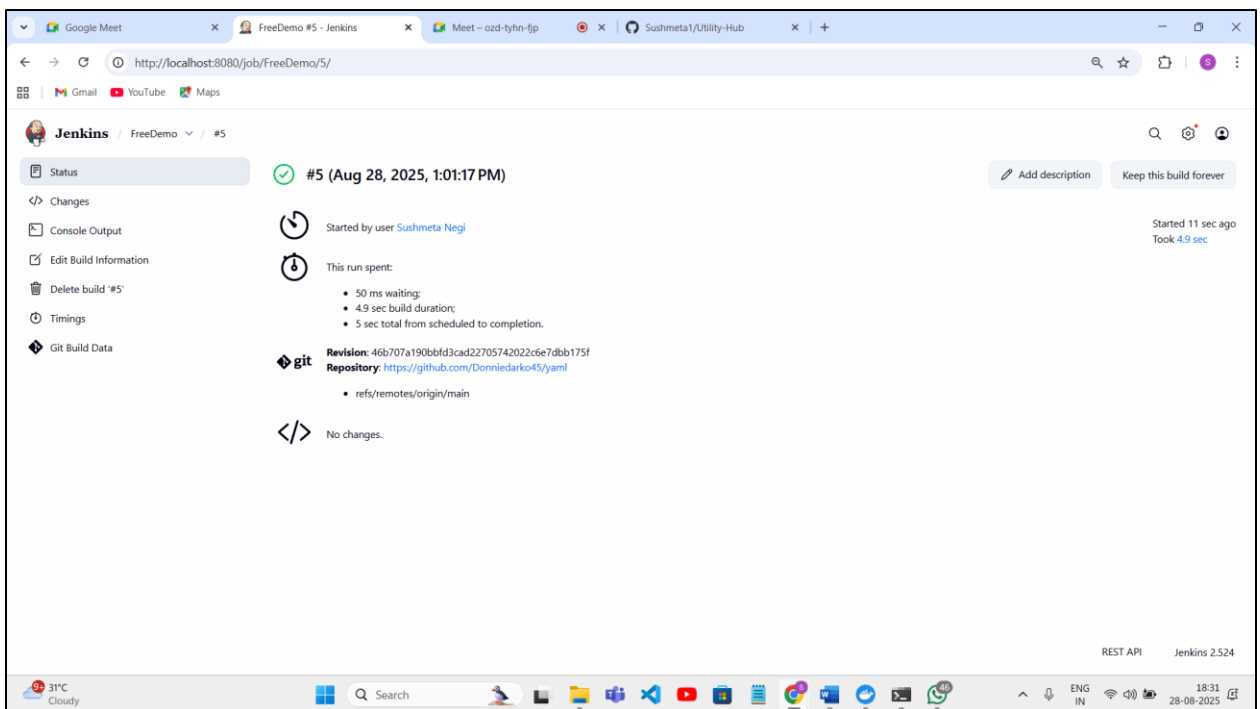 Google Meet
FreeDemo #5 - Jenkins
Meet – ozd-tyhn-fjp
Sushmeta1/Utility-Hub
http://localhost:8080/job/FreeDemo/5/
S
Gmail
YouTube
Maps
Jenkins / FreeDemo / #5
Status
#5 (Aug 28, 2025, 1:01:17 PM)
Add description
Keep this build forever
Changes
Console Output
Edit Build Information
Delete build '#5'
Timings
Git Build Data
Started by user Sushmeta Negi
Started 11 sec ago
Took 4.9 sec
This run spent:
• 50 ms waiting;
• 4.9 sec build duration;
• 5 sec total from scheduled to completion.
git
Revision: 46b707a190bbfd3cad22705742022c6e7dbb175f
Repository: https://github.com/Donniedarko45/yaml
• refs/remotes/origin/main
</> No changes.
REST API
Jenkins 2.524
9+
31°C
Cloudy
Search
46
ENG
IN
18:31
28-08-2025